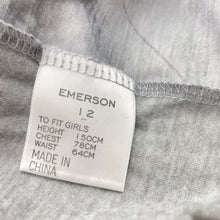 EMERSON
12
TO FIT GIRLS
HEIGHT 150CM
CHEST 78CM
WAIST 64CM
MADE IN
CHINA